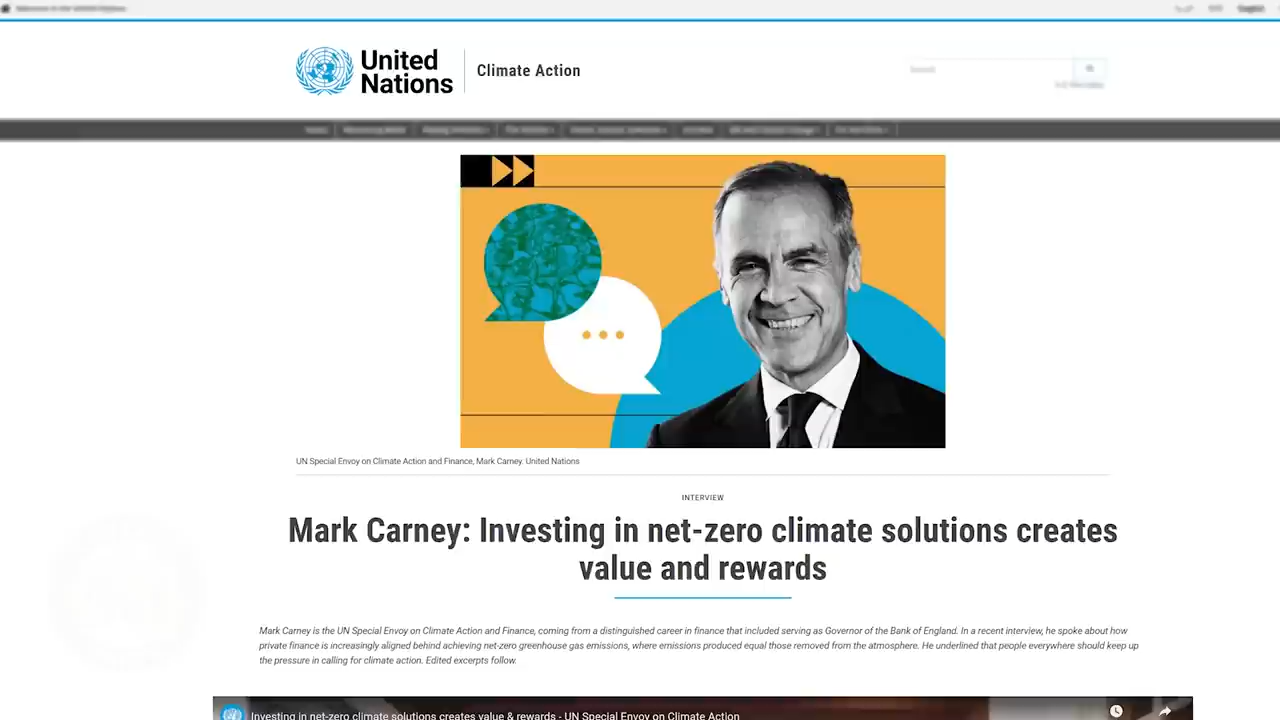 United
Nations
Climate Action
UN Special Envoy on Climate Action and Finance, Mark Carney. United Nations
INTERVIEW
Mark Carney: Investing in net-zero climate solutions creates
value and rewards
Mark Carney is the UN Special Envoy on Climate Action and Finance, coming from a distinguished career in finance that included serving as Governor of the Bank of England. In a recent interview, he spoke about how
private finance is increasingly aligned behind achieving net-zero greenhouse gas emissions, where emissions produced equal those removed from the atmosphere. He underlined that people everywhere should keep up
the pressure in calling for climate action. Edited excerpts follow.
Investing in net-zero climate solutions creates value & rewards - UN Special Envoy on Climate Action